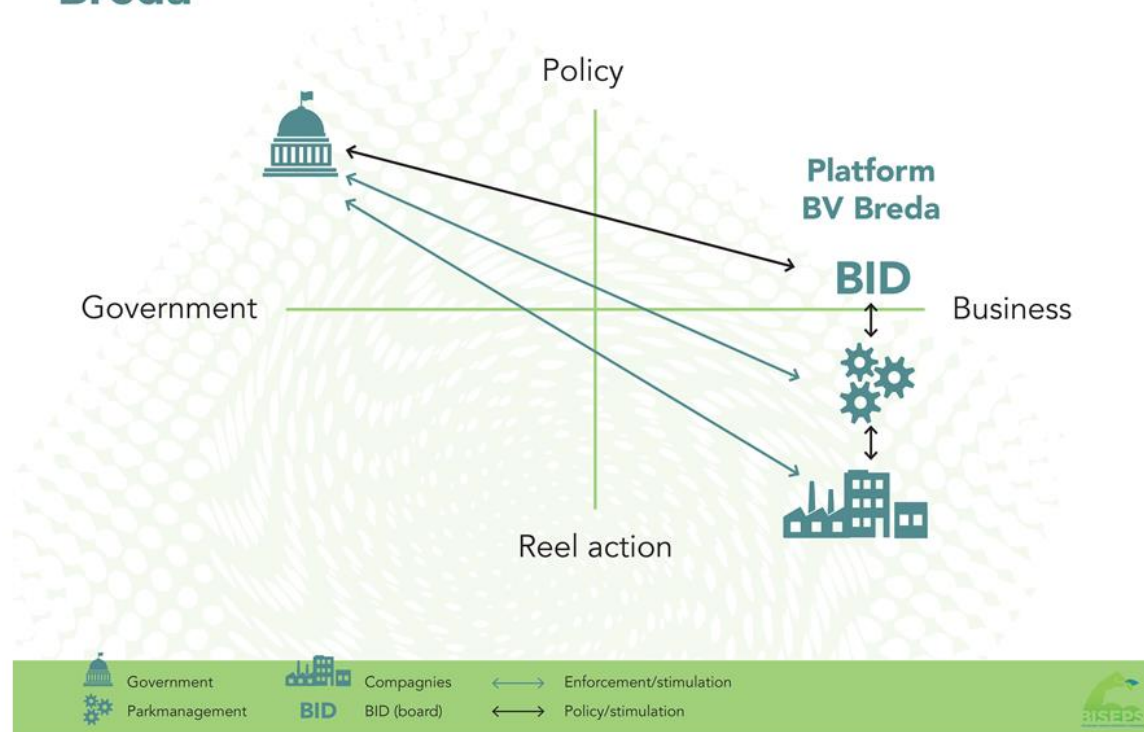 Breda
Policy
Platform
BV Breda
BID
Government
Business
Reel action
Government
Compagnies
Enforcement/stimulation
Parkmanagement
BID
BID (board)
Policy/stimulation
BISEPS